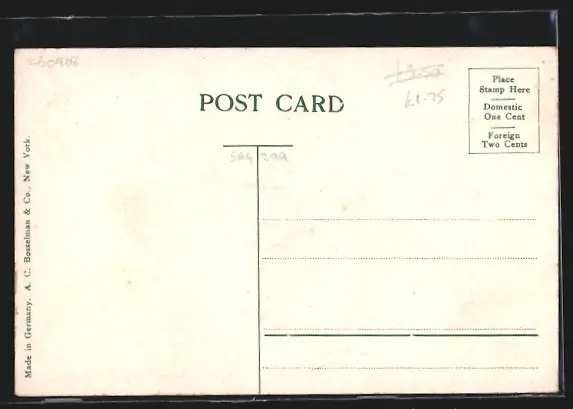 POST CARD
£1-75
Place
Stamp Here
Domestic
One Cent
Foreign
Two Cents
Made in Germany. A. C. Bosselman & Co., New York.